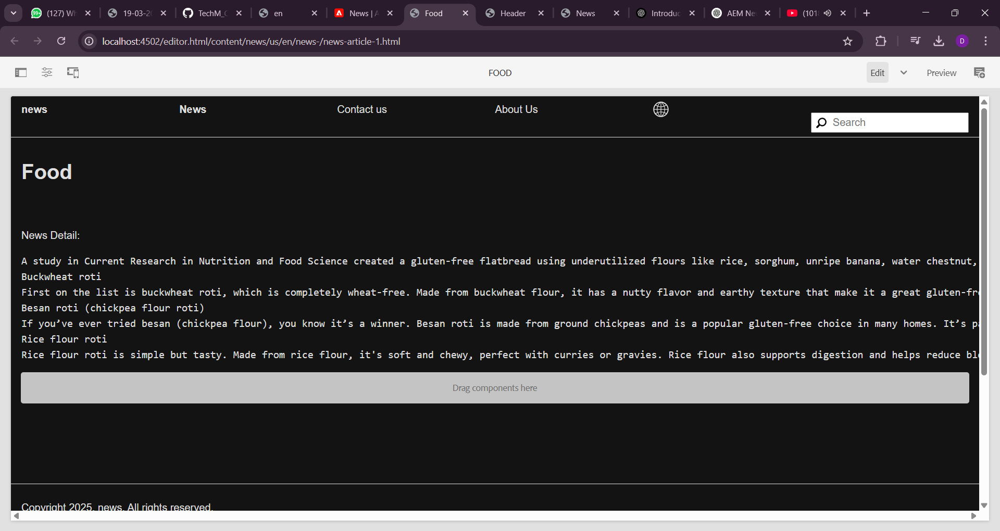 99+ (127) Wh
19-03-20
TechM_C
en
News | A
Food
Header
News
Introduc
AEM Ne
(101
localhost:4502/editor.html/content/news/us/en/news-/news-article-1.html
D
FOOD
Edit
Preview
news News Contact us About Us
Search
Food
News Detail:
A study in Current Research in Nutrition and Food Science created a gluten-free flatbread using underutilized flours like rice, sorghum, unripe banana, water chestnut,
Buckwheat roti
First on the list is buckwheat roti, which is completely wheat-free. Made from buckwheat flour, it has a nutty flavor and earthy texture that make it a great gluten-fre
Besan roti (chickpea flour roti)
If you’ve ever tried besan (chickpea flour), you know it’s a winner. Besan roti is made from ground chickpeas and is a popular gluten-free choice in many homes. It’s pa
Rice flour roti
Rice flour roti is simple but tasty. Made from rice flour, it's soft and chewy, perfect with curries or gravies. Rice flour also supports digestion and helps reduce blo
Drag components here
Copyright 2025, news. All rights reserved.